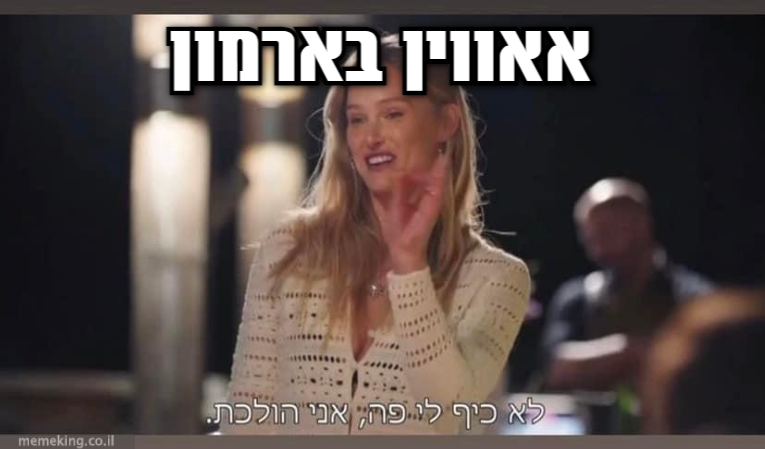 אאווין בארמון
לא כיף לי פה, אני הולכת.
memeking.co.il